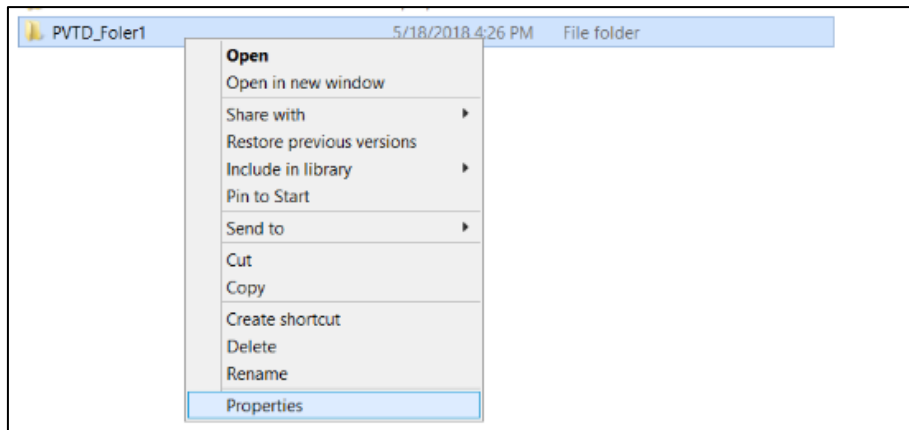 PVTD_Foler1 5/18/2018 4:26 PM File folder
Open
Open in new window
Share with
Restore previous versions
Include in library
Pin to Start
Send to
Cut
Copy
Create shortcut
Delete
Rename
Properties